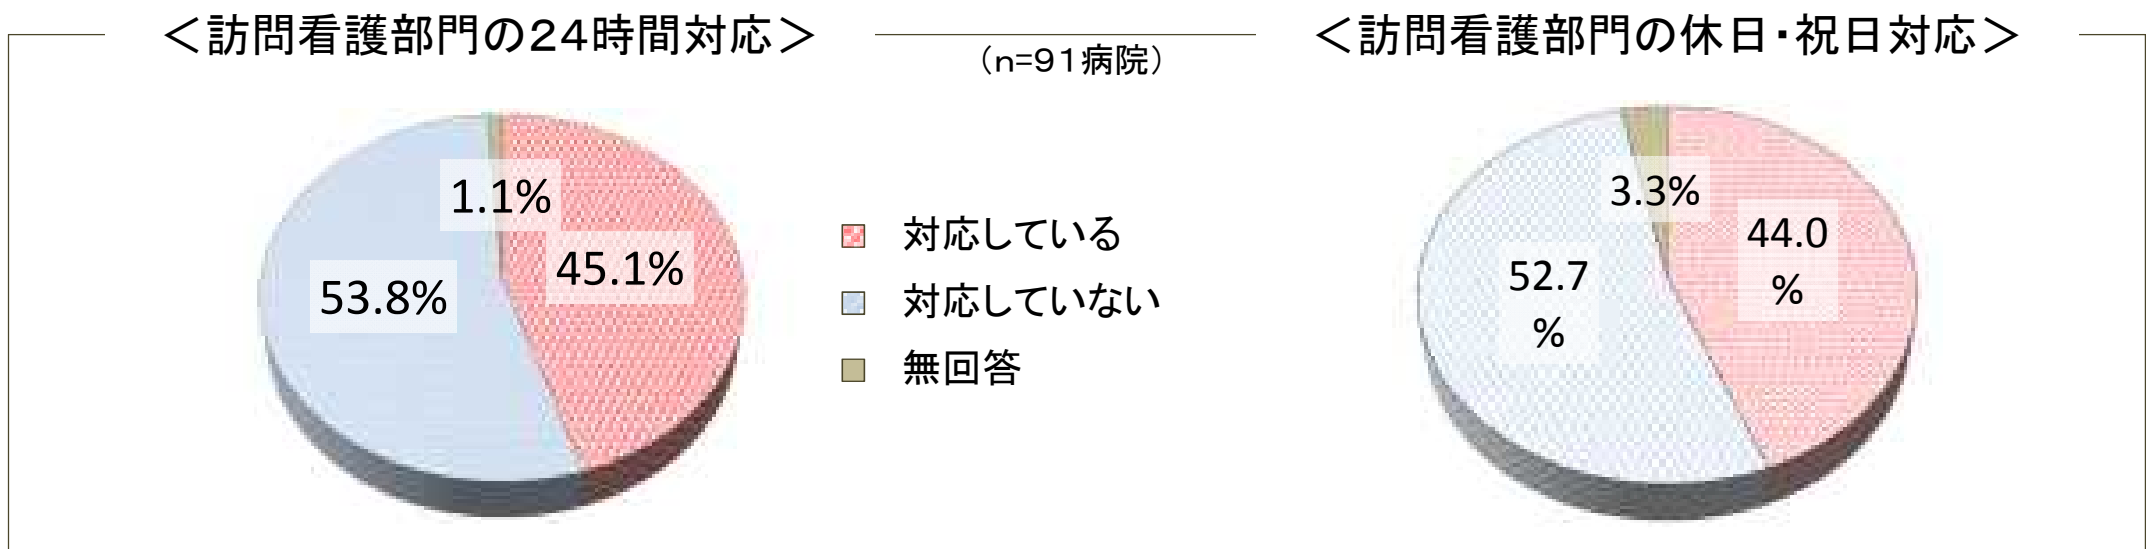 ＜訪問看護部門の24時間対応＞
（n=91病院）
＜訪問看護部門の休日・祝日対応＞
1.1%
45.1%
53.8%
対応している
対応していない
無回答
3.3%
44.0
%
52.7
%